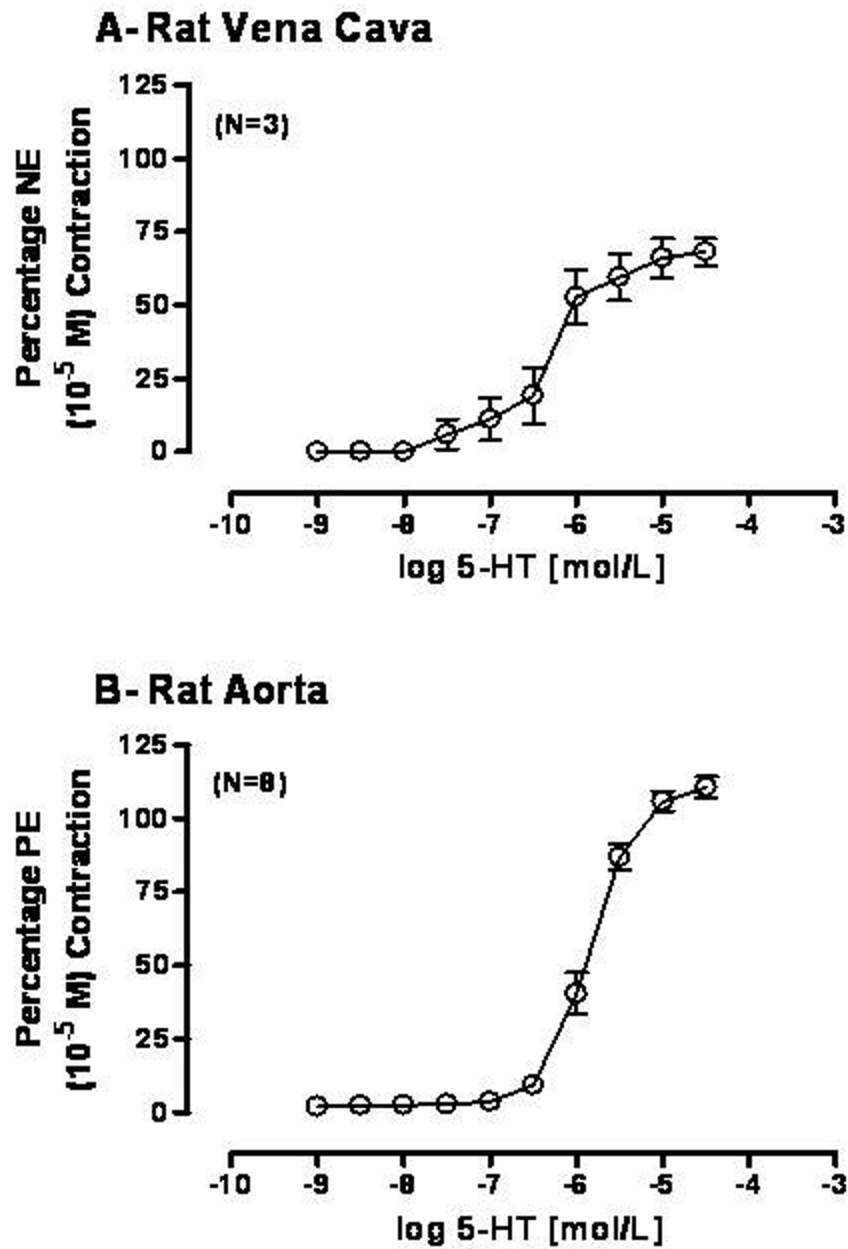 A- Rat Vena Cava
125
(N=3)
100
75
50
25
0
Percentage NE
(10⁻⁵ M) Contraction
-10 -9 -8 -7 -6 -5 -4 -3
log 5-HT [mol/L]
B- Rat Aorta
125
(N=8)
100
75
50
25
0
Percentage PE
(10⁻⁵ M) Contraction
-10 -9 -8 -7 -6 -5 -4 -3
log 5-HT [mol/L]